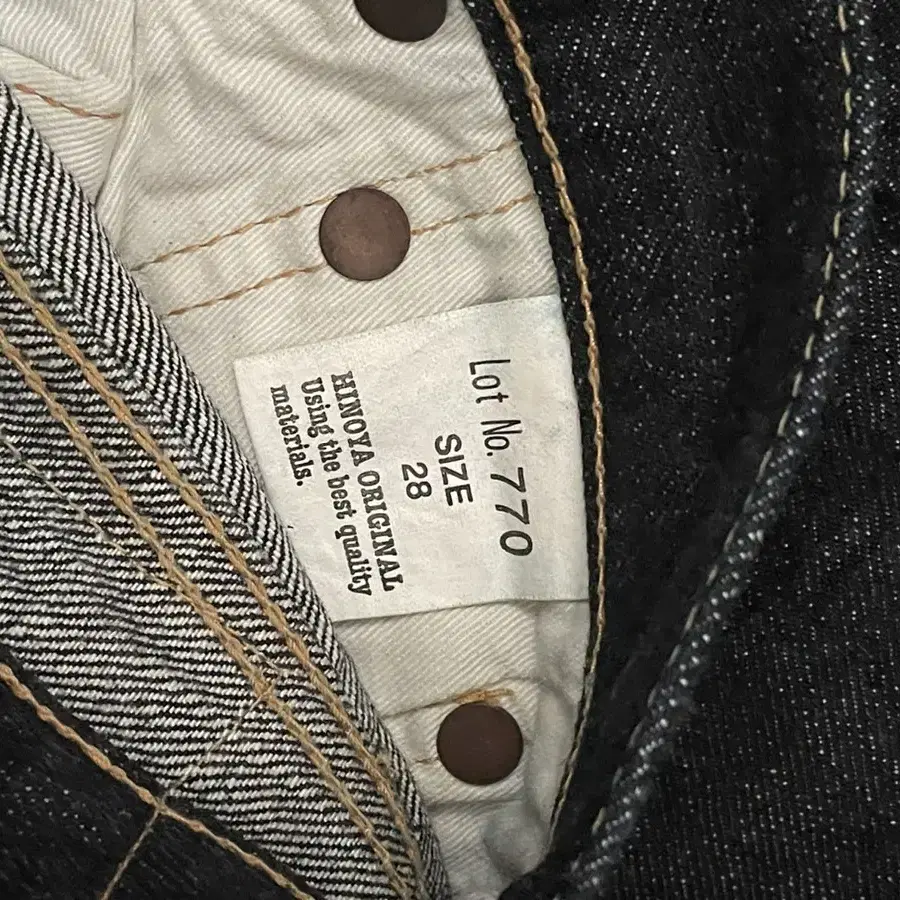 Lot No. 770
SIZE
28
HINOYA ORIGINAL
Using the best quality
materials.